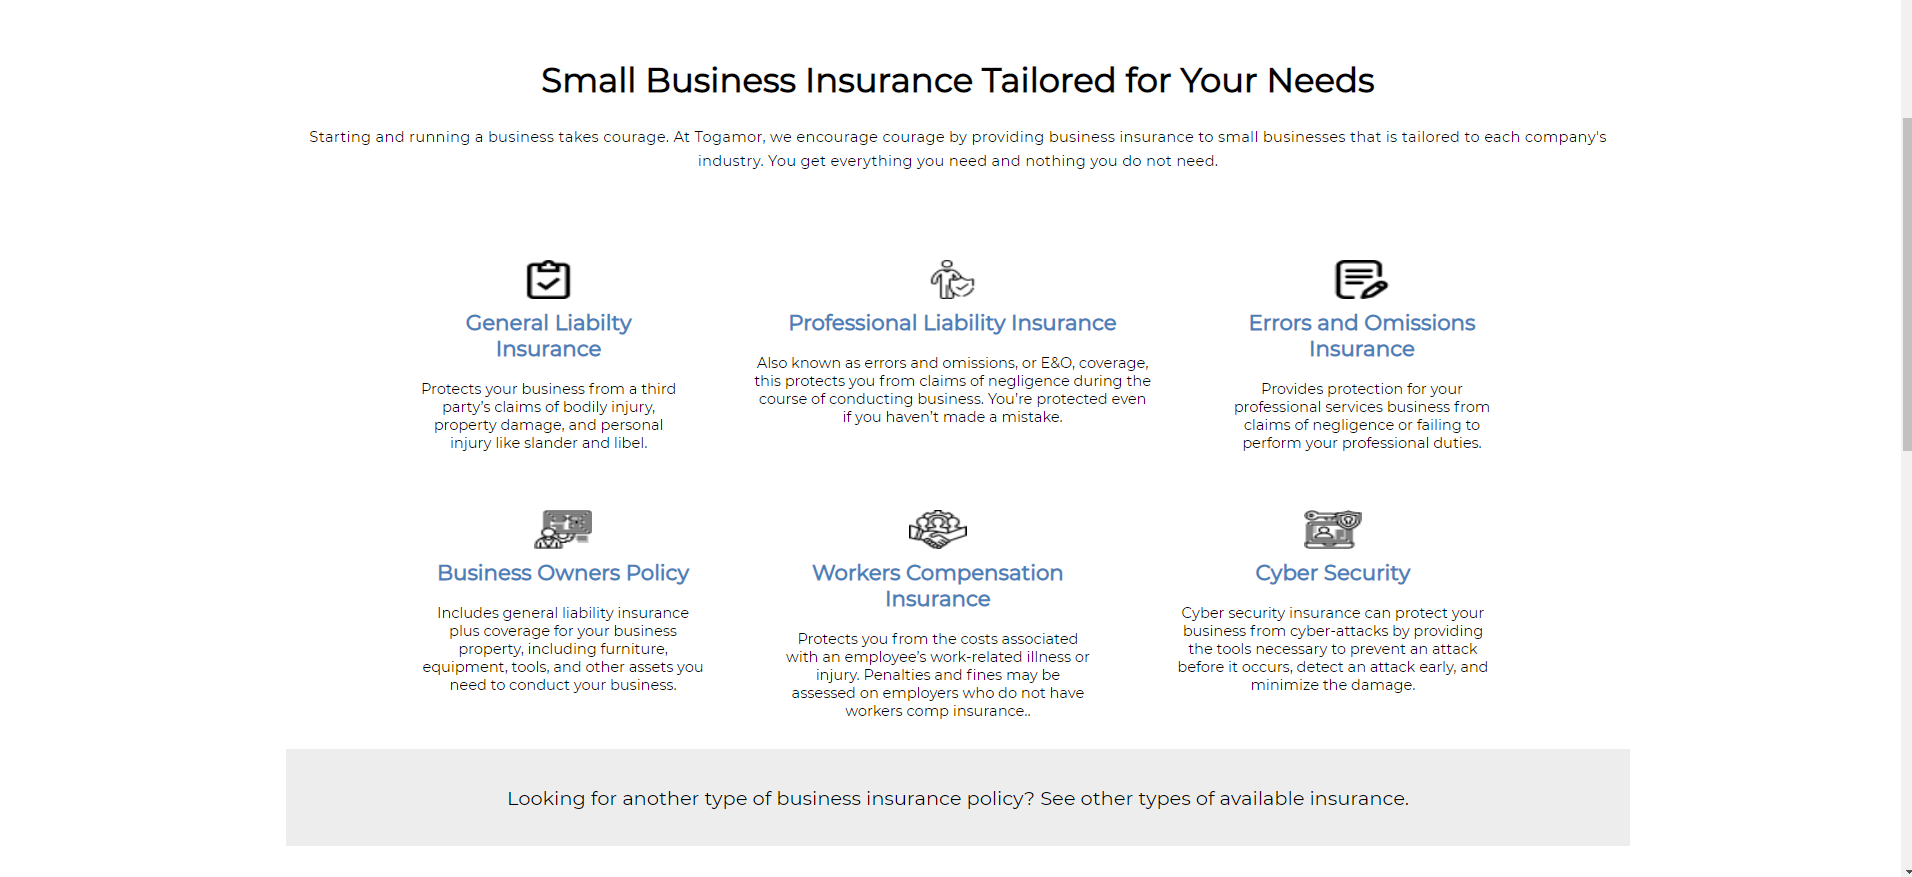 Small Business Insurance Tailored for Your Needs
Starting and running a business takes courage. At Togamor, we encourage courage by providing business insurance to small businesses that is tailored to each company's
industry. You get everything you need and nothing you do not need.
General Liabilty
Insurance
Protects your business from a third
party’s claims of bodily injury,
property damage, and personal
injury like slander and libel.
Professional Liability Insurance
Also known as errors and omissions, or E&O, coverage,
this protects you from claims of negligence during the
course of conducting business. You’re protected even
if you haven’t made a mistake.
Errors and Omissions
Insurance
Provides protection for your
professional services business from
claims of negligence or failing to
perform your professional duties.
Business Owners Policy
Includes general liability insurance
plus coverage for your business
property, including furniture,
equipment, tools, and other assets you
need to conduct your business.
Workers Compensation
Insurance
Protects you from the costs associated
with an employee’s work-related illness or
injury. Penalties and fines may be
assessed on employers who do not have
workers comp insurance..
Cyber Security
Cyber security insurance can protect your
business from cyber-attacks by providing
the tools necessary to prevent an attack
before it occurs, detect an attack early, and
minimize the damage.
Looking for another type of business insurance policy? See other types of available insurance.